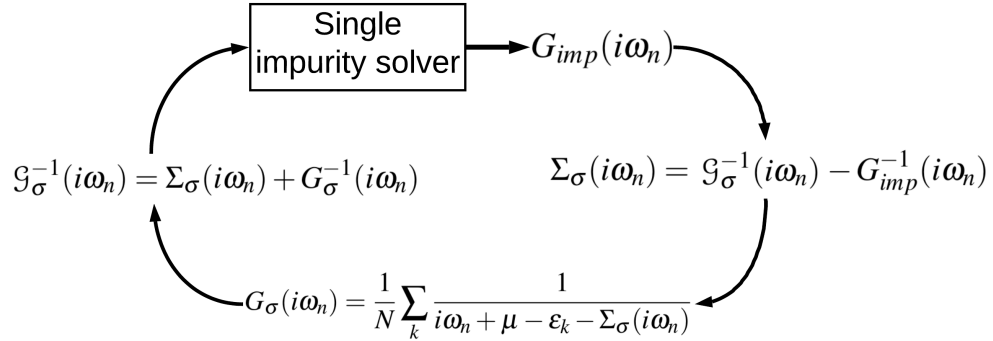 Single
impurity solver
G_{imp}(iω_n)
𝒢_σ^{-1}(iω_n) = Σ_σ(iω_n) + G_σ^{-1}(iω_n)
Σ_σ(iω_n) = 𝒢_σ^{-1}(iω_n) − G_{imp}^{-1}(iω_n)
G_σ(iω_n) = \frac{1}{N} \sum_k \frac{1}{iω_n + μ − ε_k − Σ_σ(iω_n)}